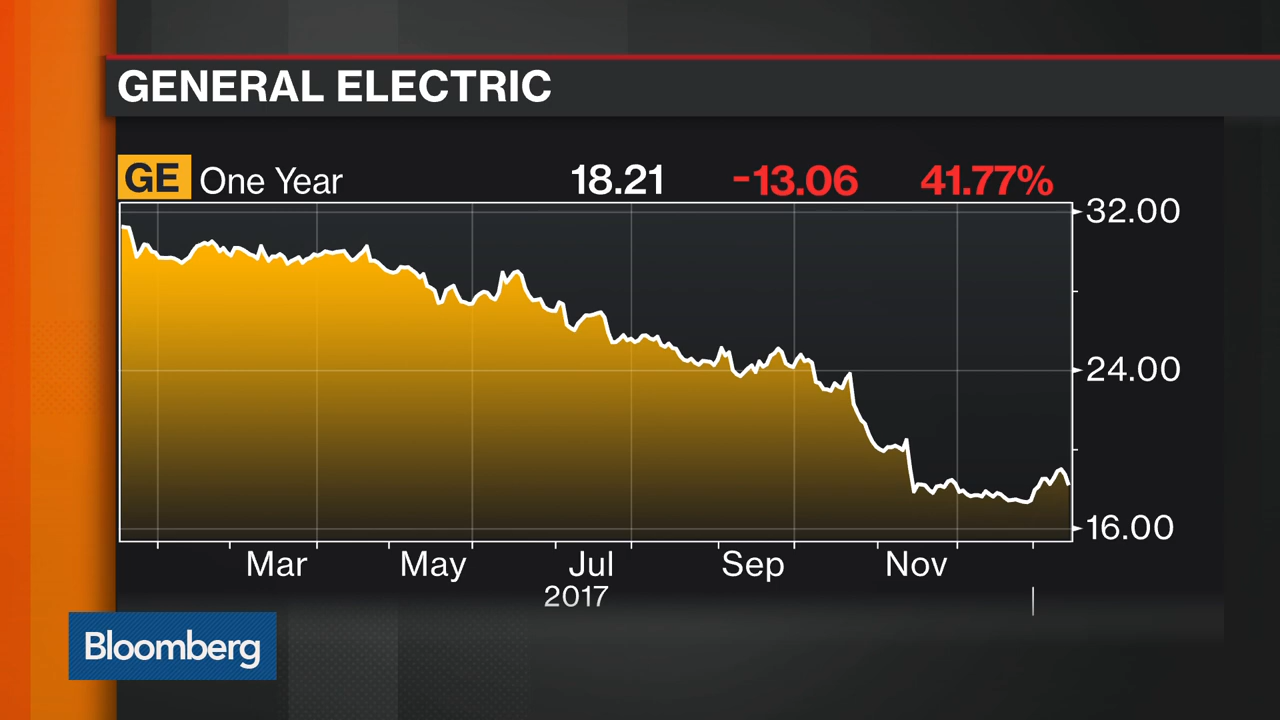 GENERAL ELECTRIC
GE One Year 18.21 -13.06 41.77%
32.00
24.00
16.00
Mar May Jul Sep Nov
2017
Bloomberg